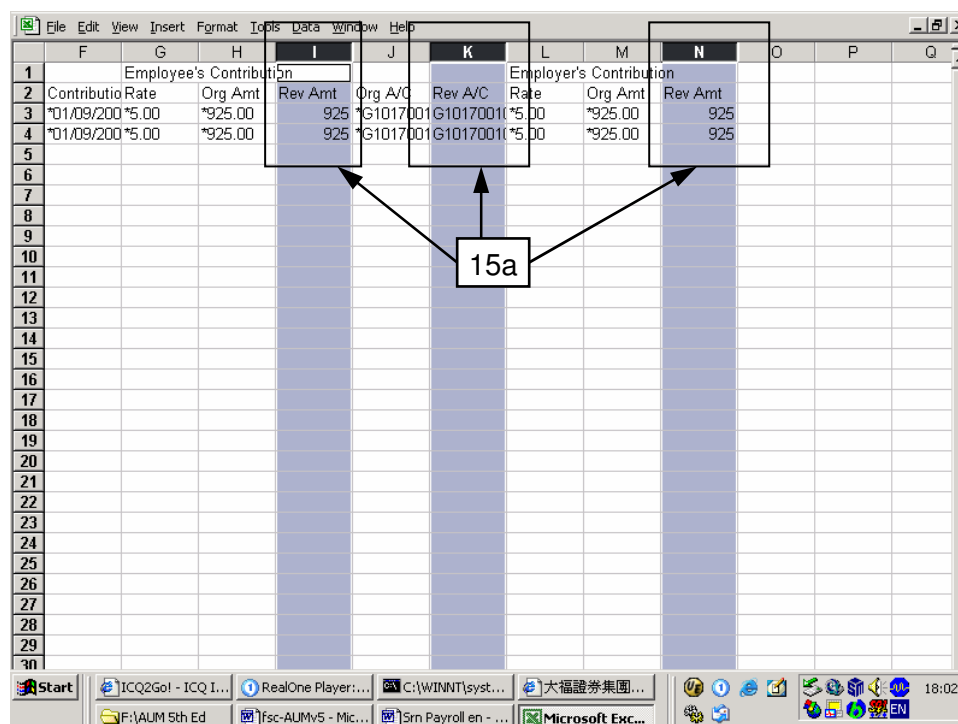 File Edit View Insert Format Tools Data Window Help
F G H I J K L M N O P Q
1 Employee's Contribution Employer's Contribution
2 Contributio Rate Org Amt Rev Amt Org A/C Rev A/C Rate Org Amt Rev Amt
3 *01/09/200 *5.00 *925.00 925 *G1017001 G1017001 *5.00 *925.00 925
4 *01/09/200 *5.00 *925.00 925 *G1017001 G1017001 *5.00 *925.00 925
5
6
7
8
9
10
15a
11
12
13
14
15
16
17
18
19
20
21
22
23
24
25
26
27
28
29
30
Start ICQ2Go! - ICQ I... RealOne Player:... C:\WINNT\syst... 大福證券集團... 18:02
F:\AUM 5th Ed fsc-AUMv5 - Mic... Srn Payroll en - ... Microsoft Exc... EN